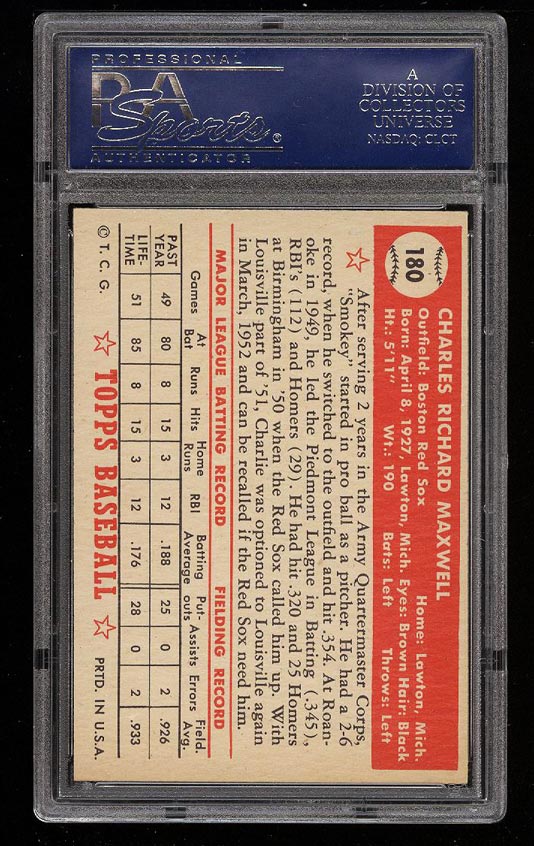 PROFESSIONAL
PSA
Sports®
AUTHENTICATOR
A
DIVISION OF
COLLECTORS
UNIVERSE
NASDAQ: CLCT
180
CHARLES RICHARD MAXWELL
Outfield: Boston Red Sox Home: Lawton, Mich.
Born: April 8, 1927, Lawton, Mich. Eyes: Brown Hair: Black
Ht.: 5'11" Wt.: 190 Bats: Left Throws: Left
After serving 2 years in the Army Quartermaster Corps,
"Smokey" started in pro ball as a pitcher. He had a 2-6
record, when he switched to the outfield and hit .354. At Roan-
oke in 1949, he led the Piedmont League in Batting (.345),
RBI's (112) and Homers (29). He had hit .320 and 25 Homers
at Birmingham in '50 when the Red Sox called him up. With
Louisville part of '51, Charlie was optioned to Louisville again
in March, 1952 and can be recalled if the Red Sox need him.
MAJOR LEAGUE BATTING RECORD FIELDING RECORD
Games At Bat Runs Hits Home Runs RBI Batting Average Put-outs Assists Errors Field. Avg.
PAST YEAR 49 80 8 15 3 12 .188 25 0 2 .926
LIFE-TIME 51 85 8 15 3 12 .176 28 0 2 .933
© T. C. G. TOPPS BASEBALL PRTD. IN U.S.A.